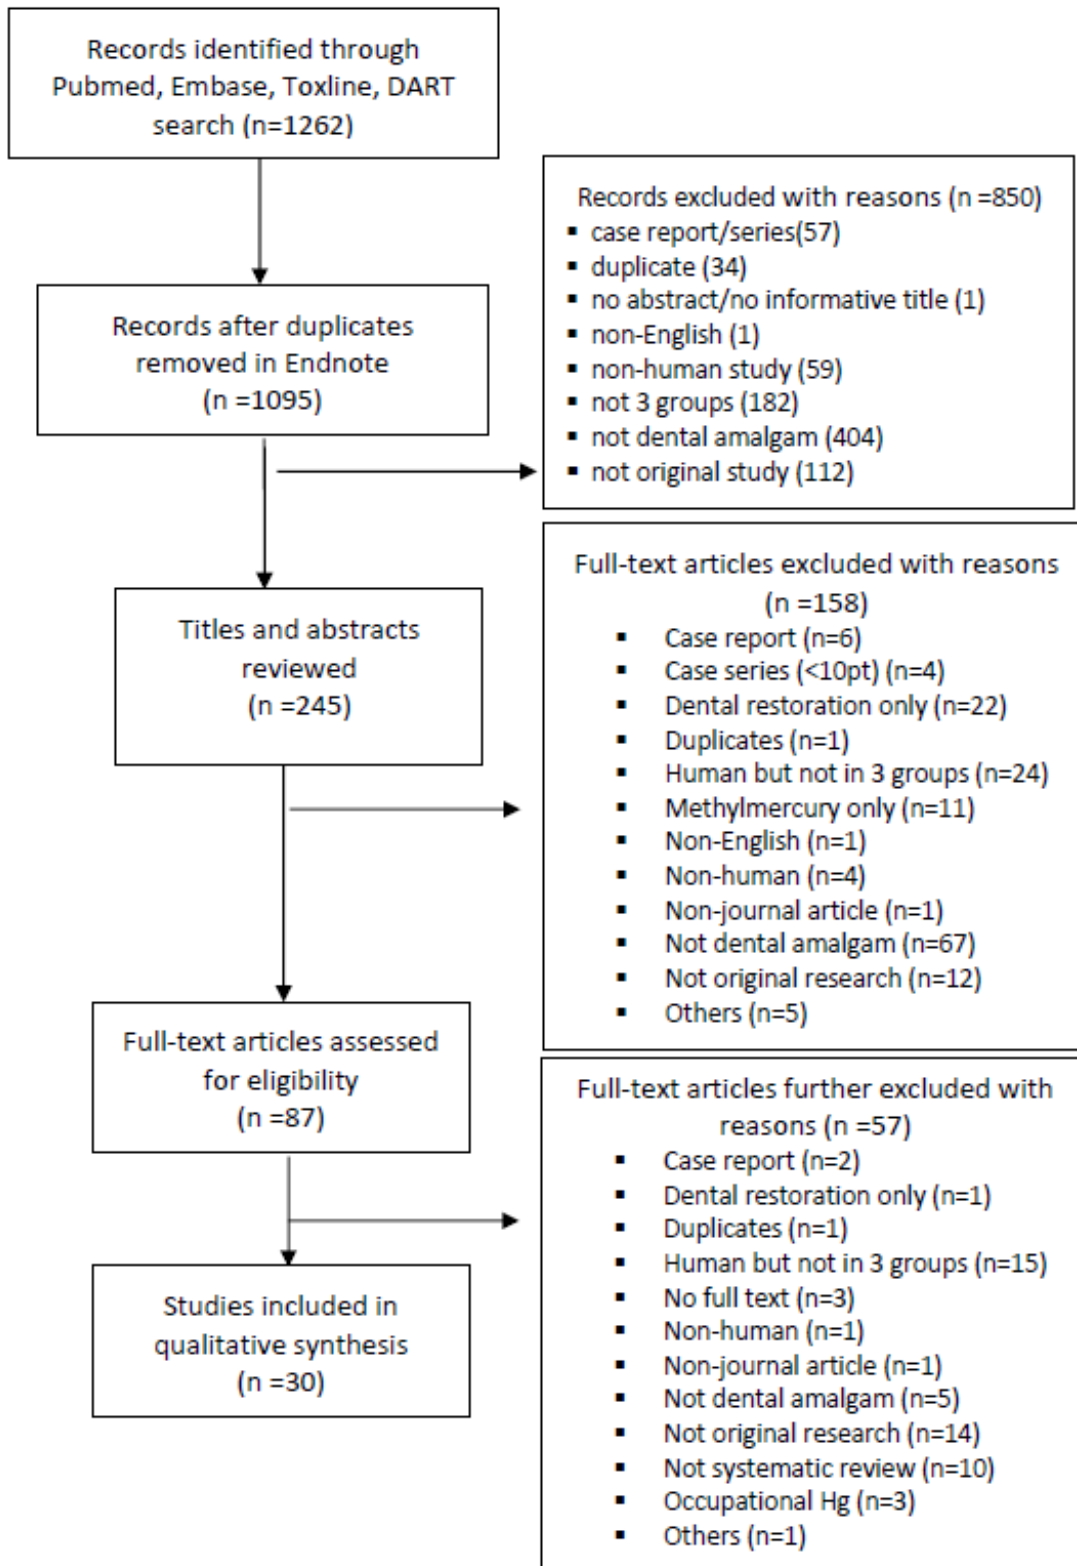 Records identified through
Pubmed, Embase, Toxline, DART
search (n=1262)
Records excluded with reasons (n =850)
▪ case report/series(57)
▪ duplicate (34)
▪ no abstract/no informative title (1)
▪ non-English (1)
▪ non-human study (59)
▪ not 3 groups (182)
▪ not dental amalgam (404)
▪ not original study (112)
Records after duplicates
removed in Endnote
(n =1095)
Titles and abstracts
reviewed
(n =245)
Full-text articles excluded with reasons
(n =158)
▪ Case report (n=6)
▪ Case series (<10pt) (n=4)
▪ Dental restoration only (n=22)
▪ Duplicates (n=1)
▪ Human but not in 3 groups (n=24)
▪ Methylmercury only (n=11)
▪ Non-English (n=1)
▪ Non-human (n=4)
▪ Non-journal article (n=1)
▪ Not dental amalgam (n=67)
▪ Not original research (n=12)
▪ Others (n=5)
Full-text articles assessed
for eligibility
(n =87)
Full-text articles further excluded with
reasons (n =57)
▪ Case report (n=2)
▪ Dental restoration only (n=1)
▪ Duplicates (n=1)
▪ Human but not in 3 groups (n=15)
▪ No full text (n=3)
▪ Non-human (n=1)
▪ Non-journal article (n=1)
▪ Not dental amalgam (n=5)
▪ Not original research (n=14)
▪ Not systematic review (n=10)
▪ Occupational Hg (n=3)
▪ Others (n=1)
Studies included in
qualitative synthesis
(n =30)